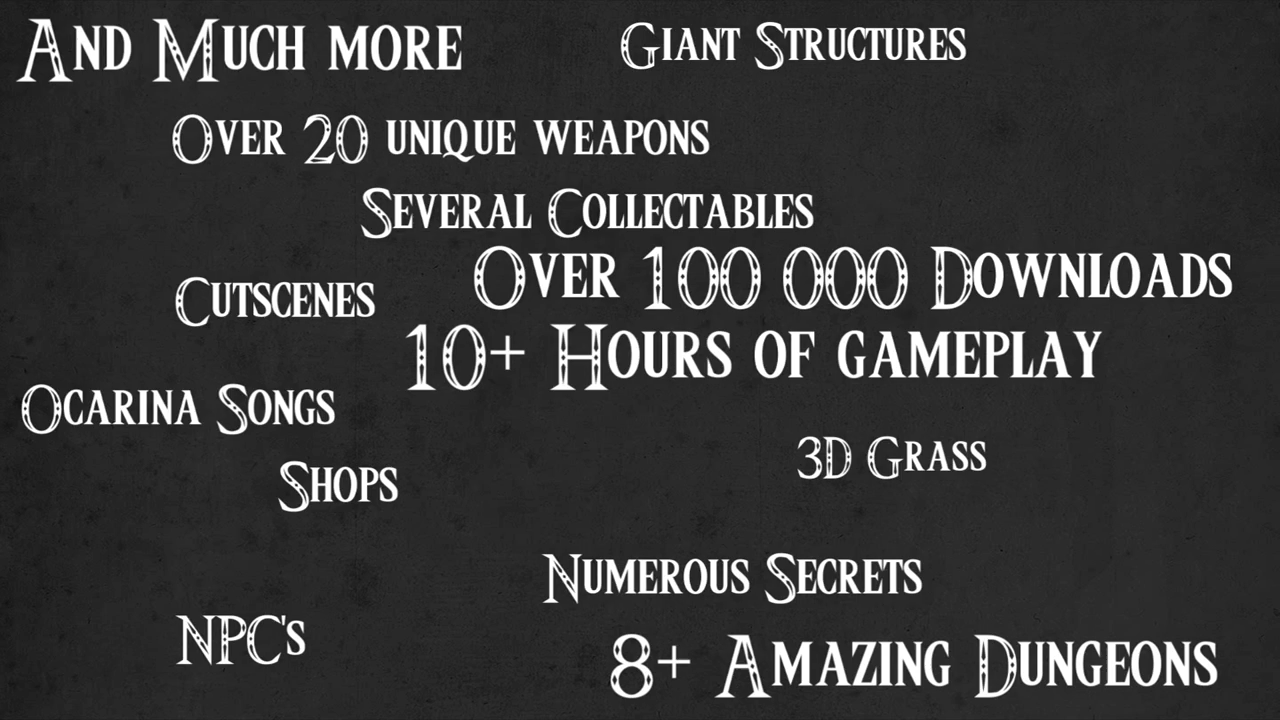 And Much more
Giant Structures
Over 20 unique weapons
Several Collectables
Over 100 000 Downloads
Cutscenes
10+ Hours of gameplay
Ocarina Songs
3D Grass
Shops
Numerous Secrets
NPC's
8+ Amazing Dungeons